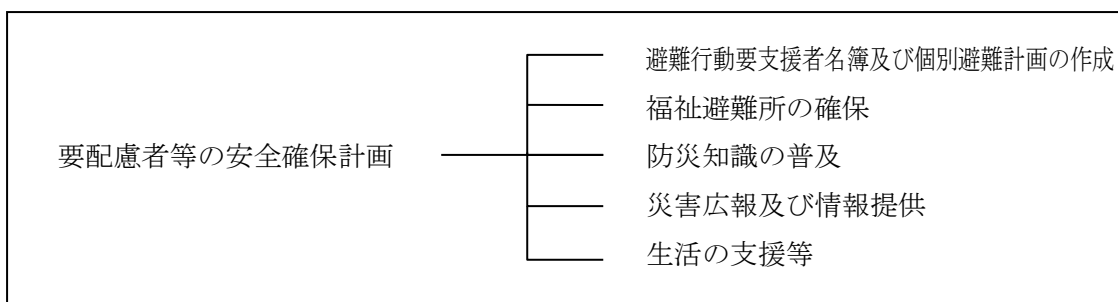 避難行動要支援者名簿及び個別避難計画の作成
福祉避難所の確保
要配慮者等の安全確保計画
防災知識の普及
災害広報及び情報提供
生活の支援等